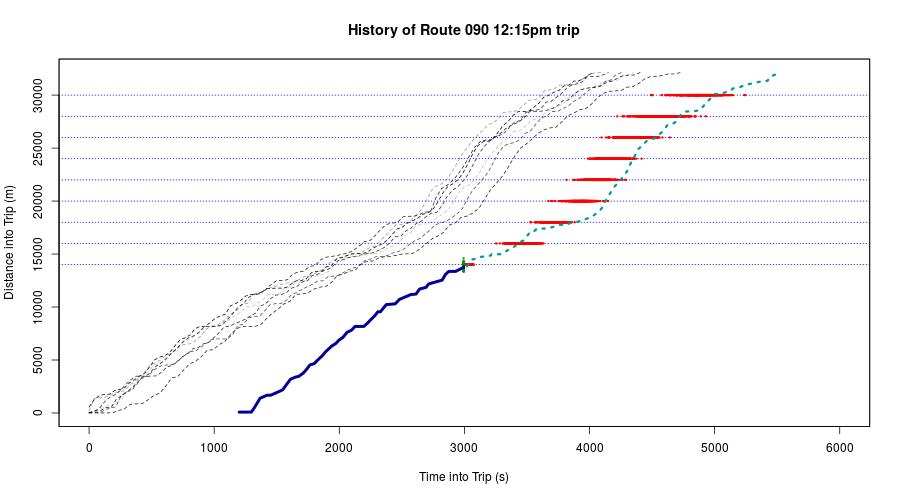 History of Route 090 12:15pm trip
Distance into Trip (m)
30000
25000
20000
15000
10000
5000
0
0 1000 2000 3000 4000 5000 6000
Time into Trip (s)